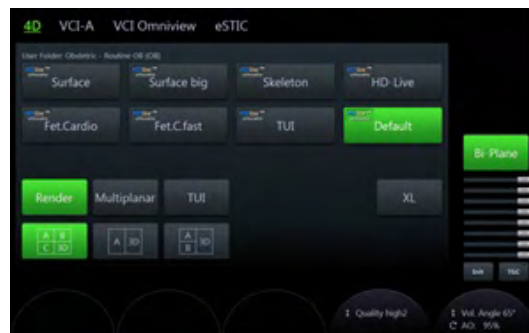 4D VCI-A VCI Omniview eSTIC
User Folder: Obstetric - Routine OB (OB)
Surface Surface big Skeleton HD-Live
Fet.Cardio Fet.C.fast TUI Default
Bi-Plane
Render Multiplanar TUI XL
A B A 3D A 3D
C 3D B
Init TGC
Quality high2 Vol. Angle 65°
AO: 95%